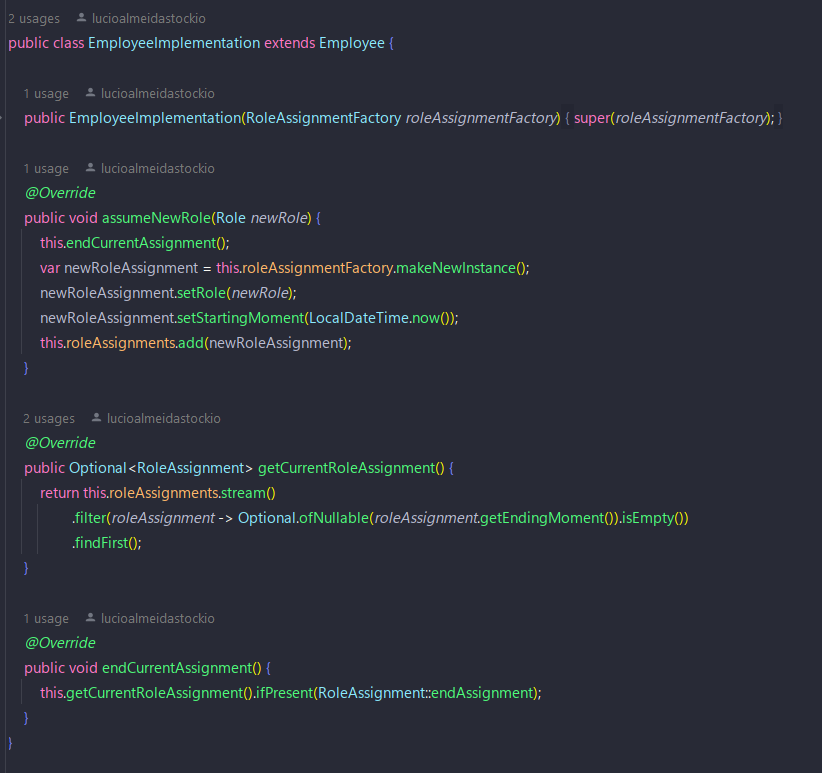 2 usages lucioalmeidastockio
public class EmployeeImplementation extends Employee {
1 usage lucioalmeidastockio
public EmployeeImplementation(RoleAssignmentFactory roleAssignmentFactory) { super(roleAssignmentFactory); }
1 usage lucioalmeidastockio
@Override
public void assumeNewRole(Role newRole) {
this.endCurrentAssignment();
var newRoleAssignment = this.roleAssignmentFactory.makeNewInstance();
newRoleAssignment.setRole(newRole);
newRoleAssignment.setStartingMoment(LocalDateTime.now());
this.roleAssignments.add(newRoleAssignment);
}
2 usages lucioalmeidastockio
@Override
public Optional<RoleAssignment> getCurrentRoleAssignment() {
return this.roleAssignments.stream()
.filter(roleAssignment -> Optional.ofNullable(roleAssignment.getEndingMoment()).isEmpty())
.findFirst();
}
1 usage lucioalmeidastockio
@Override
public void endCurrentAssignment() {
this.getCurrentRoleAssignment().ifPresent(RoleAssignment::endAssignment);
}
}